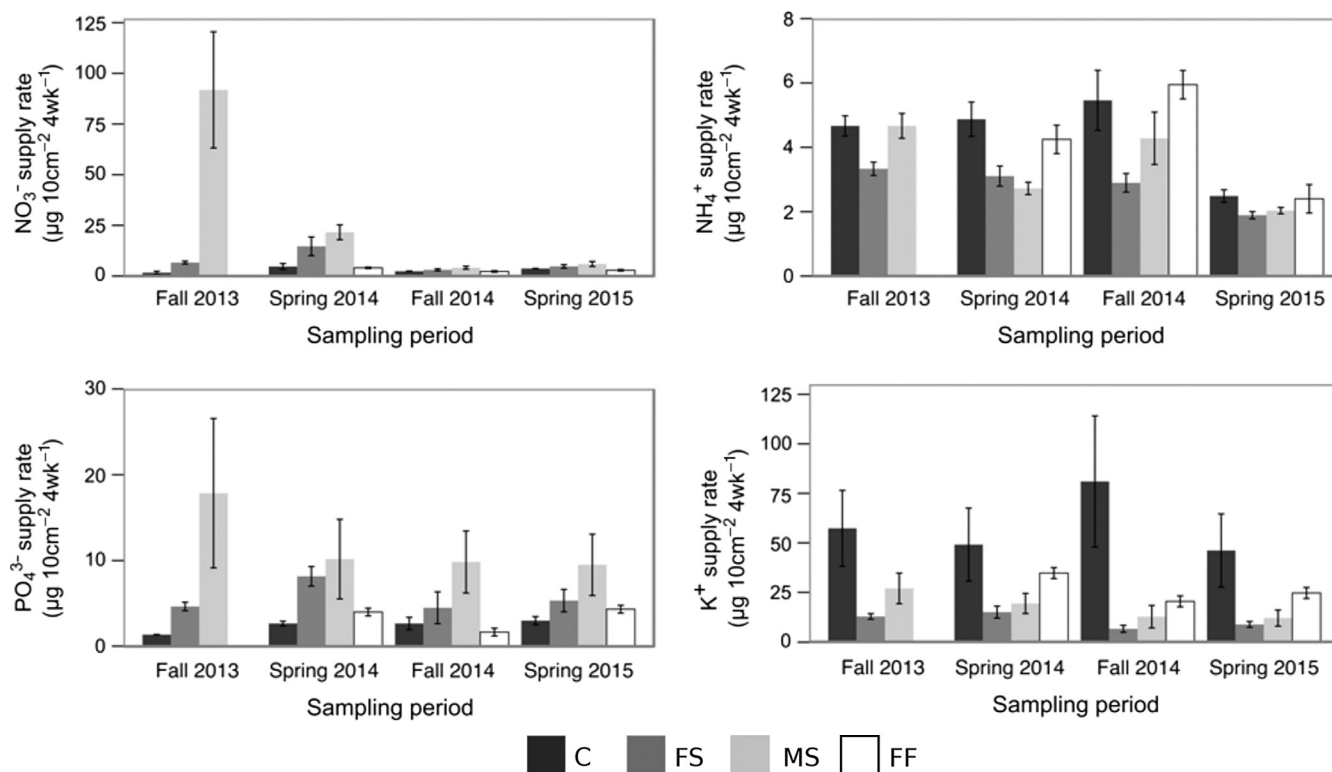 NO₃⁻ supply rate
(µg 10cm⁻² 4wk⁻¹)
125
100
75
50
25
0
Fall 2013 Spring 2014 Fall 2014 Spring 2015
Sampling period
NH₄⁺ supply rate
(µg 10cm⁻² 4wk⁻¹)
8
6
4
2
0
Fall 2013 Spring 2014 Fall 2014 Spring 2015
Sampling period
PO₄³⁻ supply rate
(µg 10cm⁻² 4wk⁻¹)
30
20
10
0
Fall 2013 Spring 2014 Fall 2014 Spring 2015
Sampling period
K⁺ supply rate
(µg 10cm⁻² 4wk⁻¹)
125
100
75
50
25
0
Fall 2013 Spring 2014 Fall 2014 Spring 2015
Sampling period
C FS MS FF